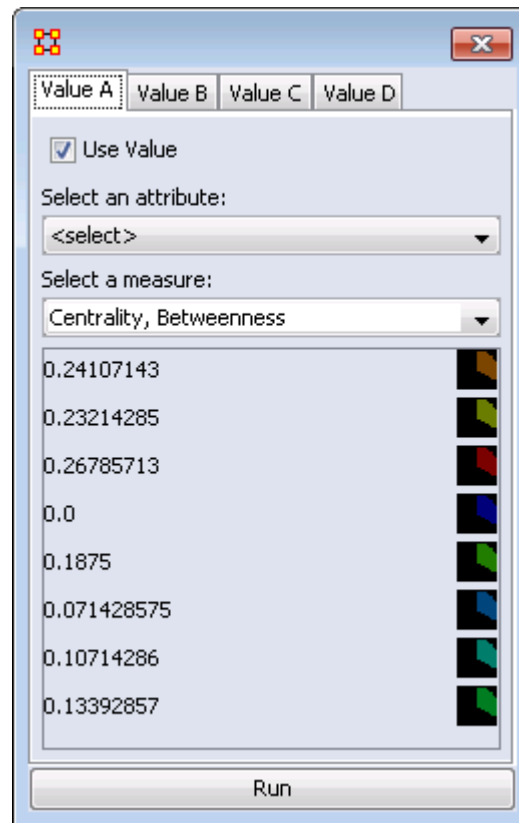 Value A Value B Value C Value D
Use Value
Select an attribute:
<select>
Select a measure:
Centrality, Betweenness
0.24107143
0.23214285
0.26785713
0.0
0.1875
0.071428575
0.10714286
0.13392857
Run